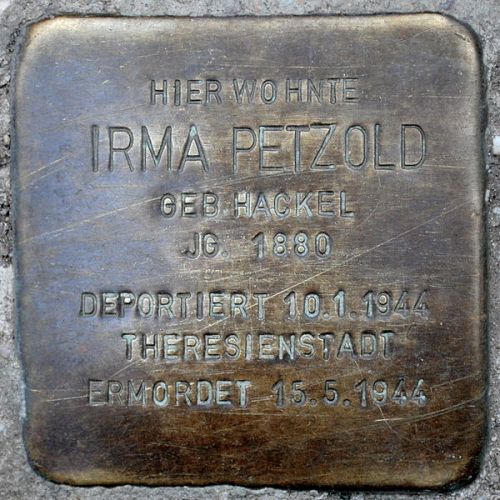 HIER WOHNTE
IRMA PETZOLD
GEB. HACKEL
JG. 1880
DEPORTIERT 10.1.1944
THERESIENSTADT
ERMORDET 15.5.1944